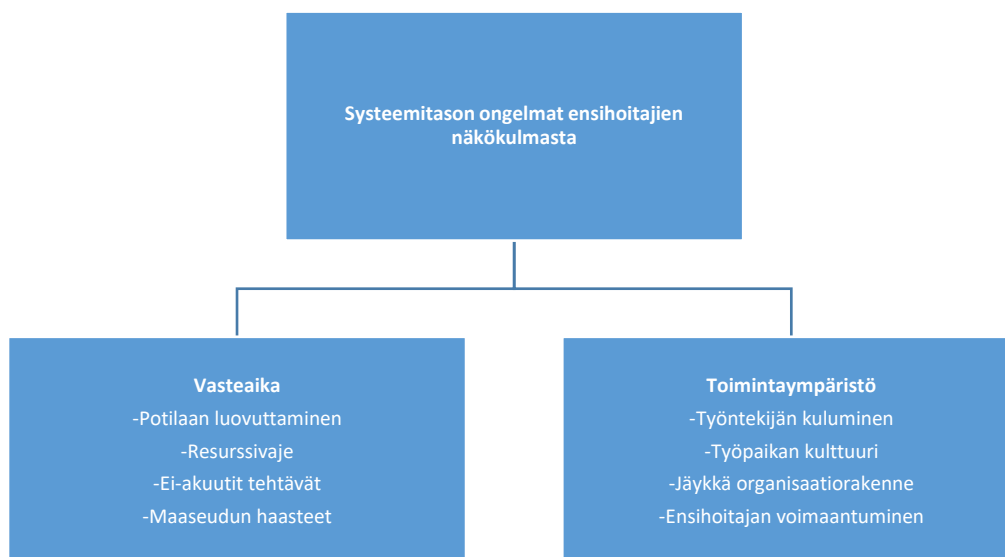 Systeemitason ongelmat ensihoitajien
näkökulmasta
Vasteaika
-Potilaan luovuttaminen
-Resurssivaje
-Ei-akuutit tehtävät
-Maaseudun haasteet
Toimintaympäristö
-Työntekijän kuluminen
-Työpaikan kulttuuri
-Jäykkä organisaatiorakenne
-Ensihoitajan voimaantuminen